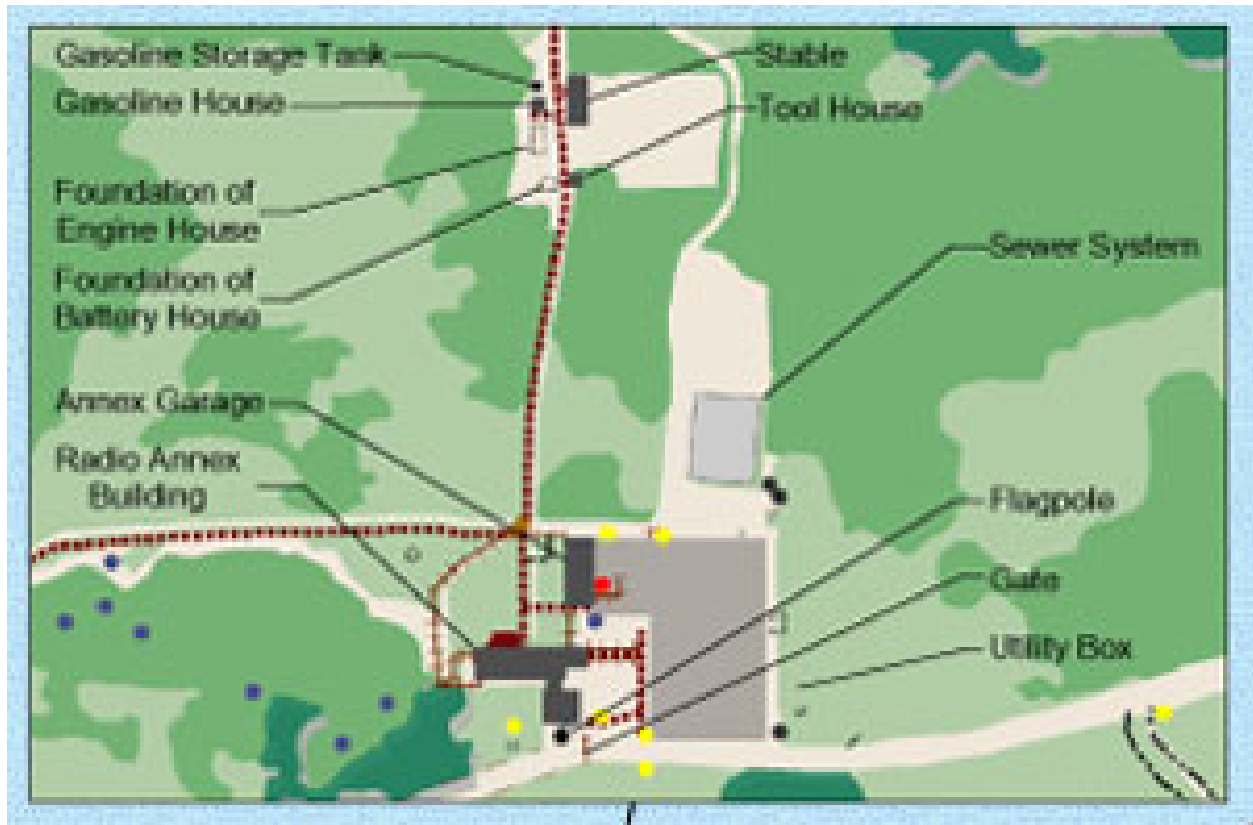 Gasoline Storage Tank
Gasoline House
Foundation of
Engine House
Foundation of
Battery House
Annex Garage
Radio Annex
Building
Stable
Tool House
Sewer System
Flagpole
Gate
Utility Box